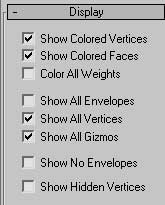 - Display
Show Colored Vertices
Show Colored Faces
Color All Weights
Show All Envelopes
Show All Vertices
Show All Gizmos
Show No Envelopes
Show Hidden Vertices